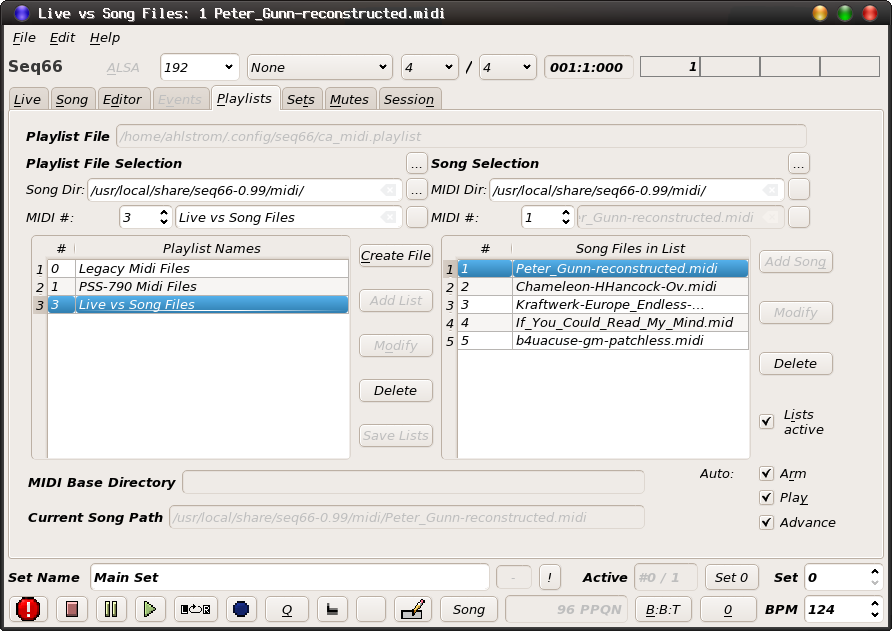 Live vs Song Files: 1 Peter_Gunn-reconstructed.midi
File Edit Help
Seq66 ALSA 192 None 4 / 4 001:1:000 1
Live Song Editor Events Playlists Sets Mutes Session
Playlist File /home/ahlstrom/.config/seq66/ca_midi.playlist
Playlist File Selection ... Song Selection ...
Song Dir: /usr/local/share/seq66-0.99/midi/ ... MIDI Dir: /usr/local/share/seq66-0.99/midi/
MIDI #: 3 Live vs Song Files MIDI #: 1 er_Gunn-reconstructed.midi
# Playlist Names
1 0 Legacy Midi Files
2 1 PSS-790 Midi Files
3 3 Live vs Song Files
Create File
Add List
Modify
Delete
Save Lists
# Song Files in List
1 1 Peter_Gunn-reconstructed.midi
2 2 Chameleon-HHancock-Ov.midi
3 3 Kraftwerk-Europe_Endless-...
4 4 If_You_Could_Read_My_Mind.mid
5 5 b4uacuse-gm-patchless.midi
Add Song
Modify
Delete
Lists
active
MIDI Base Directory
Current Song Path /usr/local/share/seq66-0.99/midi/Peter_Gunn-reconstructed.midi
Auto: Arm
Play
Advance
Set Name Main Set - ! Active #0 / 1 Set 0 Set 0
Q Song 96 PPQN B:B:T 0 BPM 124